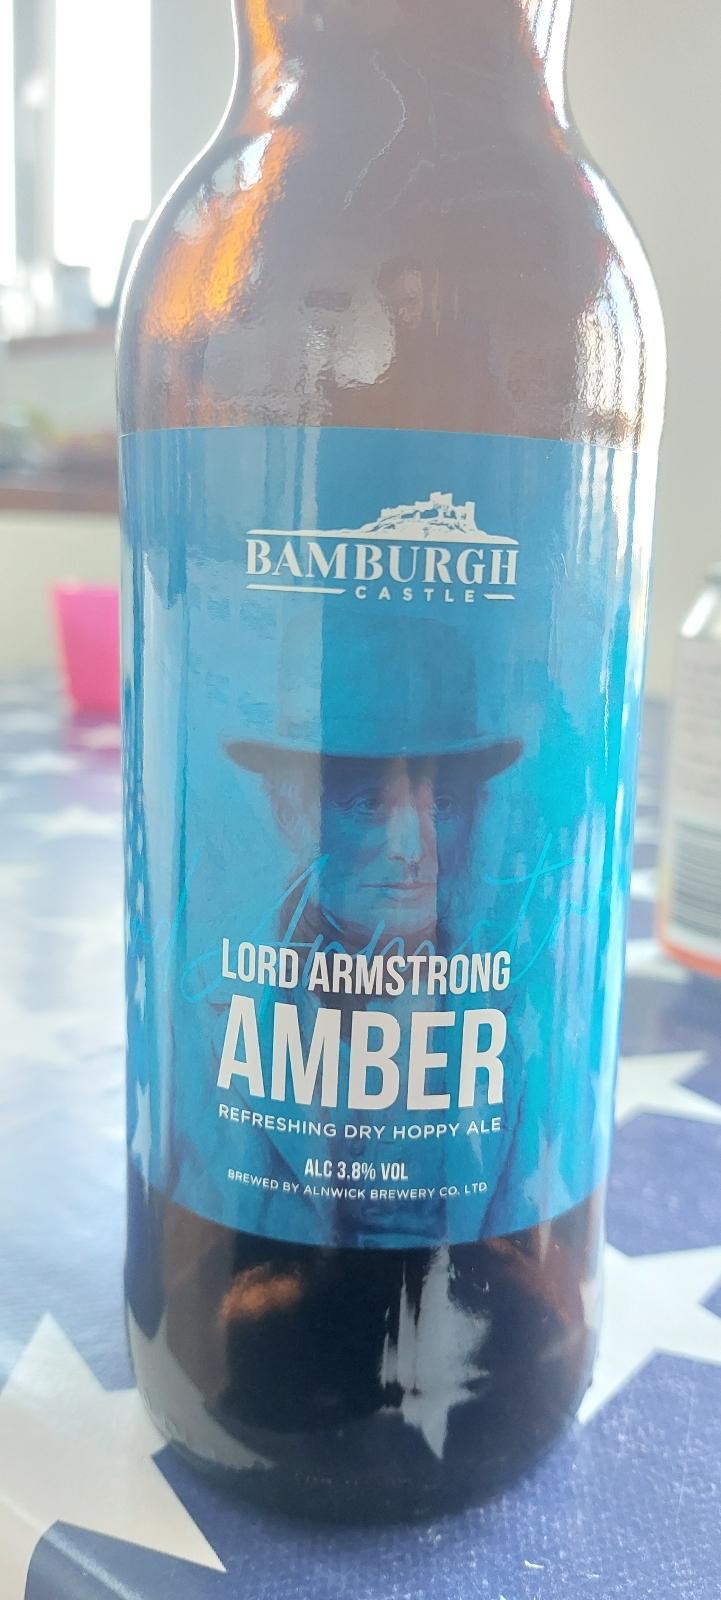 BAMBURGH
CASTLE
LORD ARMSTRONG
AMBER
REFRESHING DRY HOPPY ALE
ALC 3.8% VOL
BREWED BY ALNWICK BREWERY CO. LTD